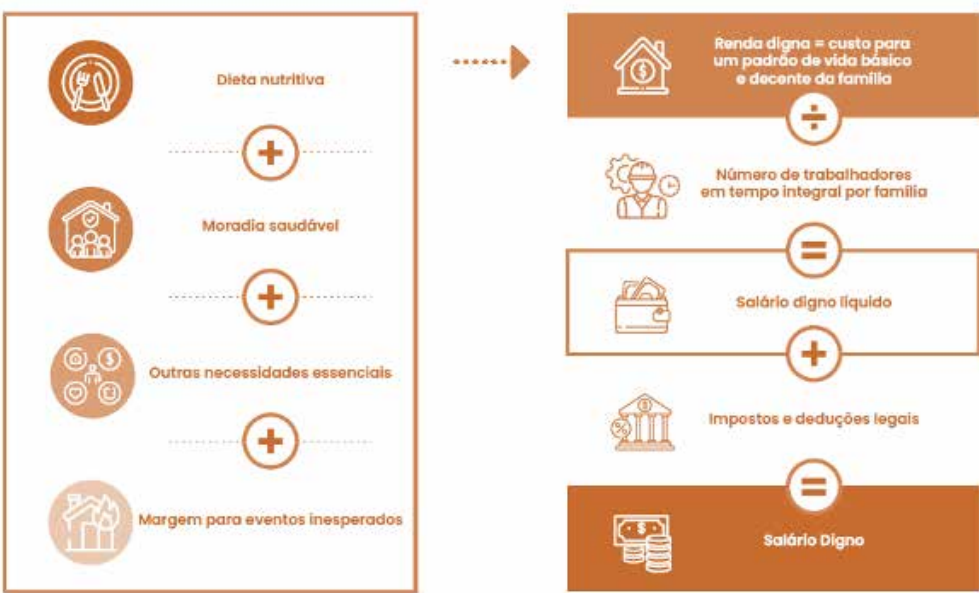 Dieta nutritiva
+
Moradia saudável
+
Outras necessidades essenciais
+
Margem para eventos inesperados
Renda digna = custo para
um padrão de vida básico
e decente da família
÷
Número de trabalhadores
em tempo integral por família
=
Salário digno líquido
+
Impostos e deduções legais
=
Salário Digno